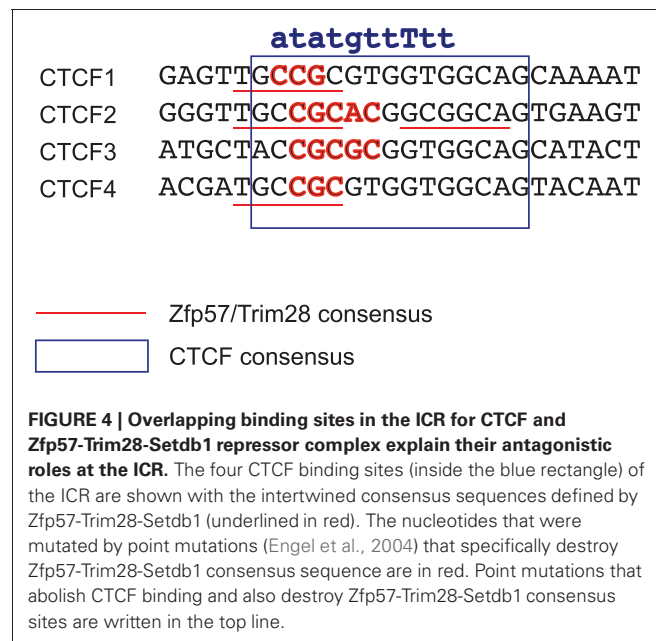 atatgttTtt
CTCF1 GAGTTGCCGCGTGGTGGCAGCAAAAT
CTCF2 GGGTTGCCGCACGGCGGCAGTGAAGT
CTCF3 ATGCTACCGCGCGGTGGCAGCATACT
CTCF4 ACGATGCCGCGTGGTGGCAGTACAAT
Zfp57/Trim28 consensus
CTCF consensus
FIGURE 4 | Overlapping binding sites in the ICR for CTCF and
Zfp57-Trim28-Setdb1 repressor complex explain their antagonistic
roles at the ICR. The four CTCF binding sites (inside the blue rectangle) of
the ICR are shown with the intertwined consensus sequences defined by
Zfp57-Trim28-Setdb1 (underlined in red). The nucleotides that were
mutated by point mutations (Engel et al., 2004) that specifically destroy
Zfp57-Trim28-Setdb1 consensus sequence are in red. Point mutations that
abolish CTCF binding and also destroy Zfp57-Trim28-Setdb1 consensus
sites are written in the top line.